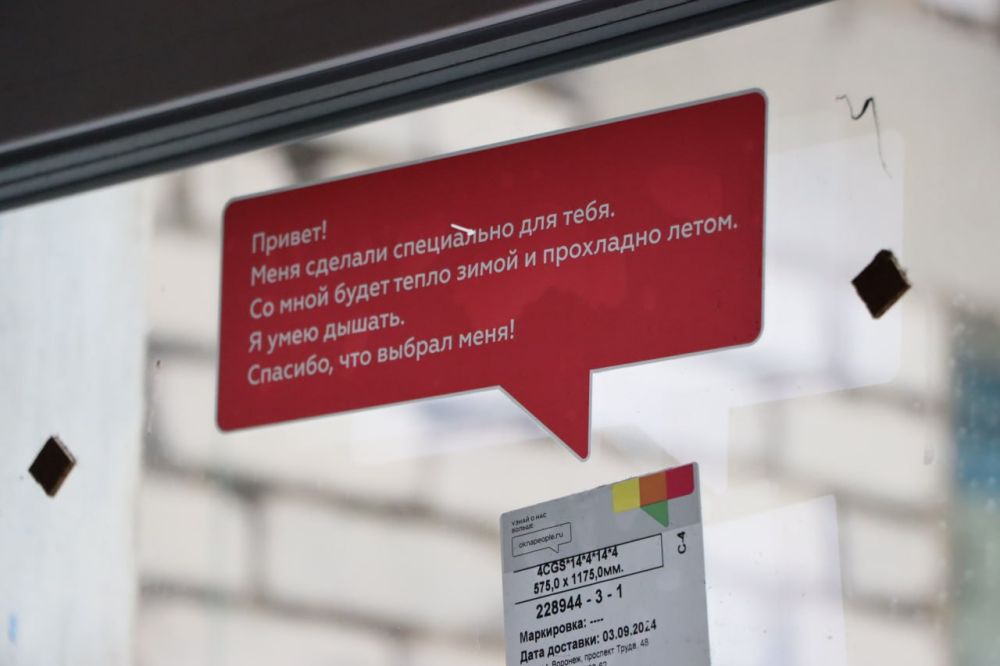 Привет!
Меня сделали специально для тебя.
Со мной будет тепло зимой и прохладно летом.
Я умею дышать.
Спасибо, что выбрал меня!
УЗНАЙ О НАС
БОЛЬШЕ
oknapeople.ru
С-4
4CGS*14*4*14*4
575,0 x 1175,0мм.
228944 - 3 - 1
Маркировка: ----
Дата доставки: 03.09.2024
Воронеж, проспект Труда, 48